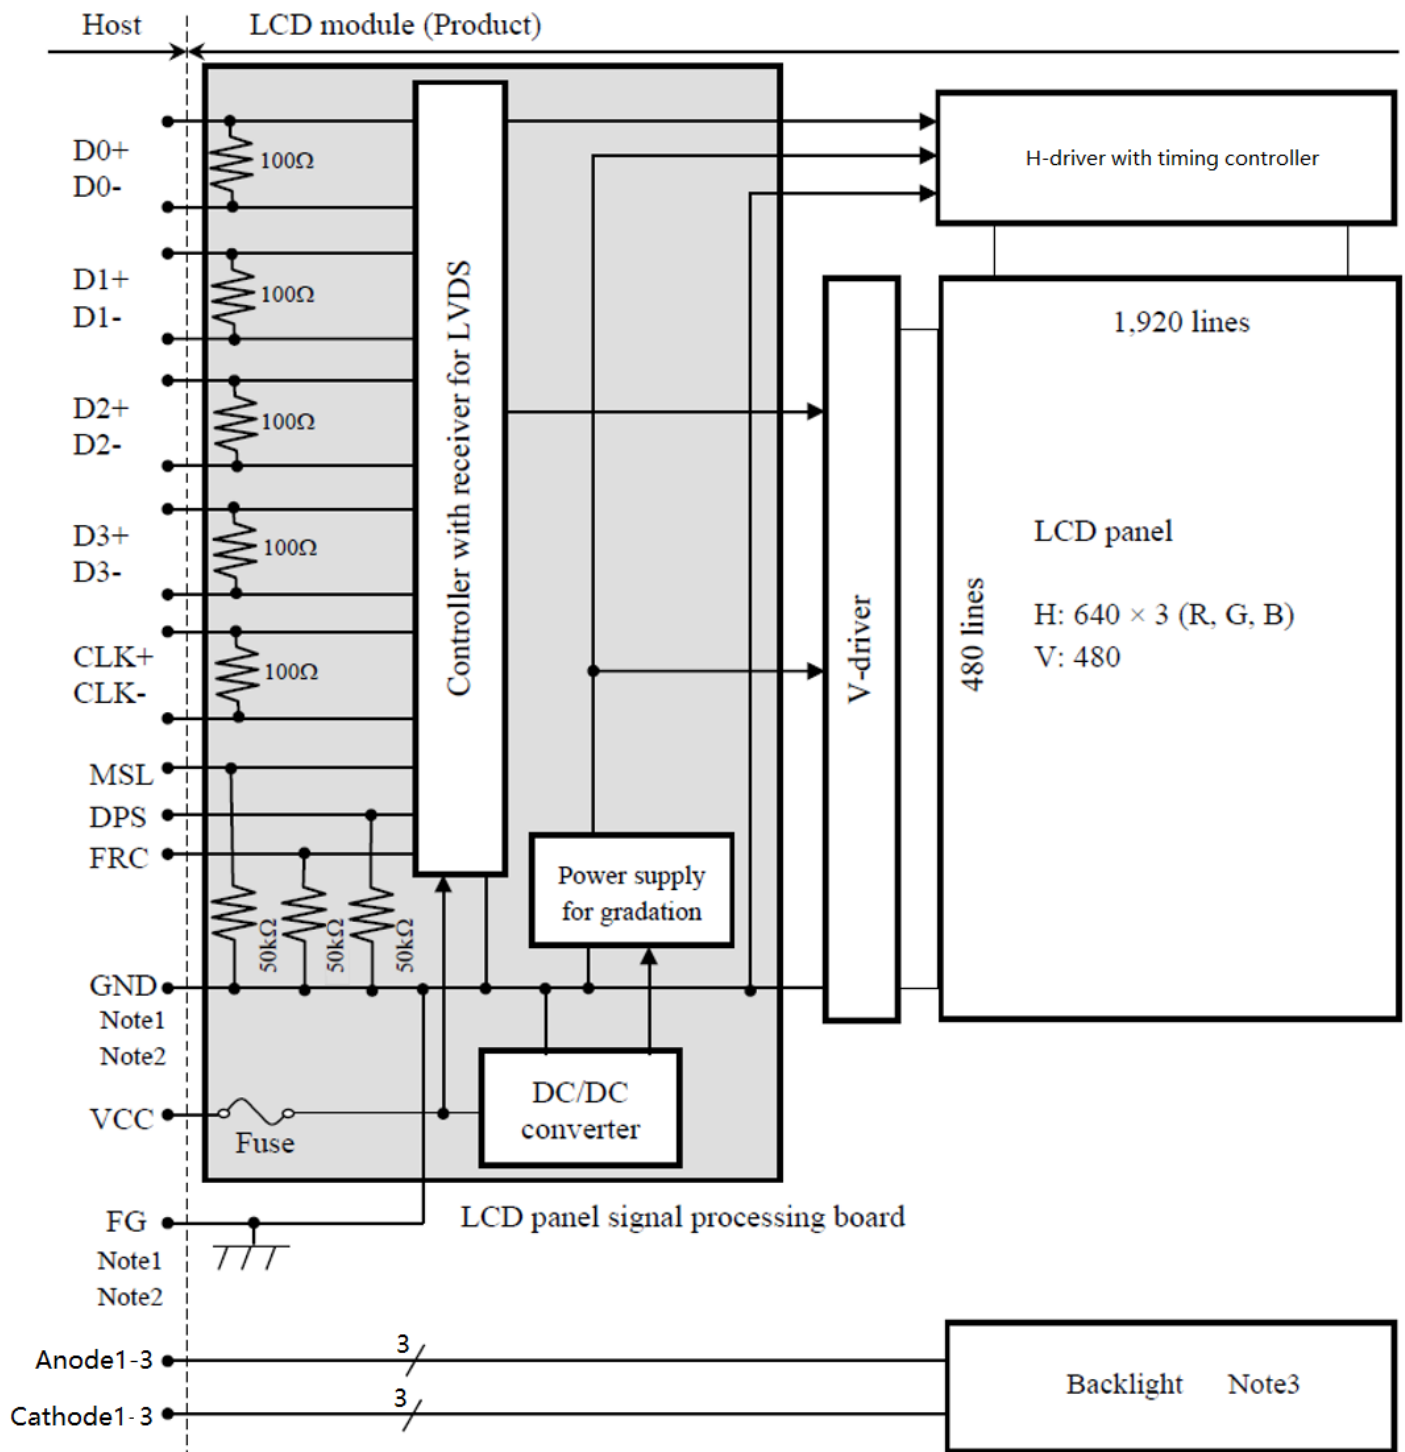 Host
LCD module (Product)
D0+
D0-
100Ω
D1+
D1-
100Ω
D2+
D2-
100Ω
D3+
D3-
100Ω
CLK+
CLK-
100Ω
MSL
DPS
FRC
50kΩ
50kΩ
50kΩ
GND
Note1
Note2
VCC
Fuse
FG
Note1
Note2
Controller with receiver for LVDS
Power supply
for gradation
DC/DC
converter
LCD panel signal processing board
H-driver with timing controller
V-driver
1,920 lines
480 lines
LCD panel
H: 640 × 3 (R, G, B)
V: 480
Anode1-3
3
Cathode1-3
3
Backlight Note3